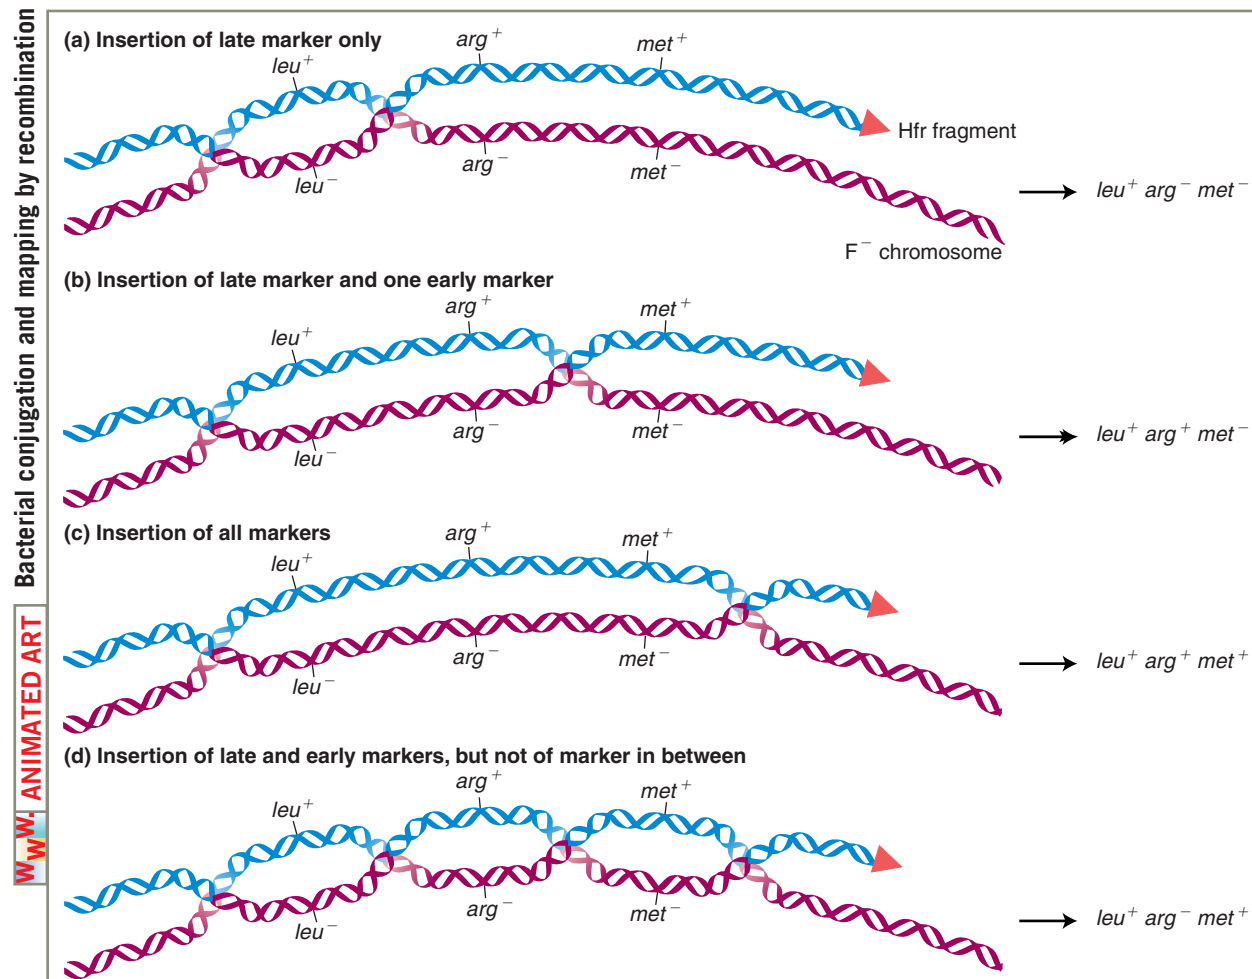 Bacterial conjugation and mapping by recombination
WWW. ANIMATED ART
(a) Insertion of late marker only
leu⁺
arg⁺
met⁺
Hfr fragment
leu⁻
arg⁻
met⁻
leu⁺ arg⁻ met⁻
F⁻ chromosome
(b) Insertion of late marker and one early marker
leu⁺
arg⁺
met⁺
leu⁻
arg⁻
met⁻
leu⁺ arg⁺ met⁻
(c) Insertion of all markers
leu⁺
arg⁺
met⁺
leu⁻
arg⁻
met⁻
leu⁺ arg⁺ met⁺
(d) Insertion of late and early markers, but not of marker in between
leu⁺
arg⁺
met⁺
leu⁻
arg⁻
met⁻
leu⁺ arg⁻ met⁺